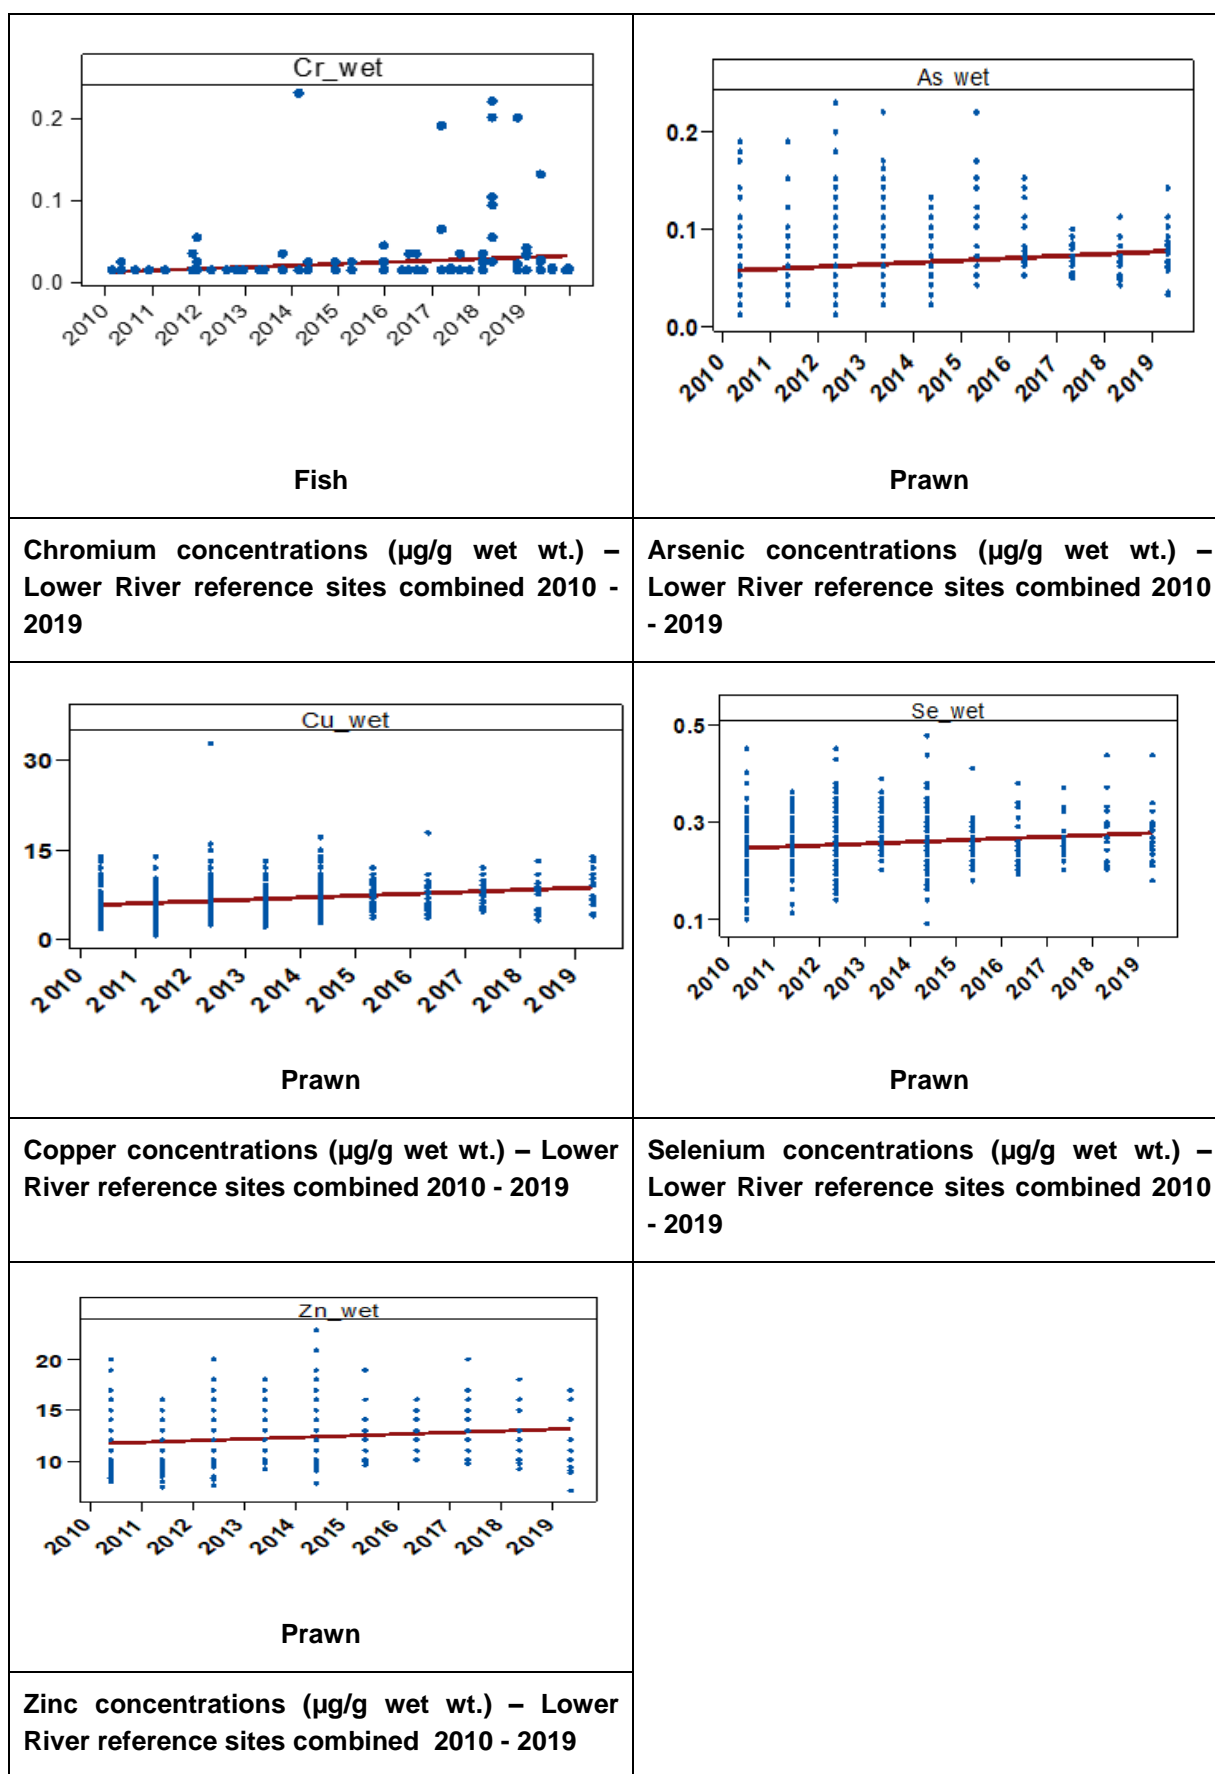 Cr_wet
0.2
0.1
0.0
2010 2011 2012 2013 2014 2015 2016 2017 2018 2019
Fish
Chromium concentrations (µg/g wet wt.) –
Lower River reference sites combined 2010 -
2019
As wet
0.2
0.1
0.0
2010 2011 2012 2013 2014 2015 2016 2017 2018 2019
Prawn
Arsenic concentrations (µg/g wet wt.) –
Lower River reference sites combined 2010
- 2019
Cu_wet
30
15
0
2010 2011 2012 2013 2014 2015 2016 2017 2018 2019
Prawn
Copper concentrations (µg/g wet wt.) – Lower
River reference sites combined 2010 - 2019
Se_wet
0.5
0.3
0.1
2010 2011 2012 2013 2014 2015 2016 2017 2018 2019
Prawn
Selenium concentrations (µg/g wet wt.) –
Lower River reference sites combined 2010
- 2019
Zn_wet
20
15
10
2010 2011 2012 2013 2014 2015 2016 2017 2018 2019
Prawn
Zinc concentrations (µg/g wet wt.) – Lower
River reference sites combined 2010 - 2019